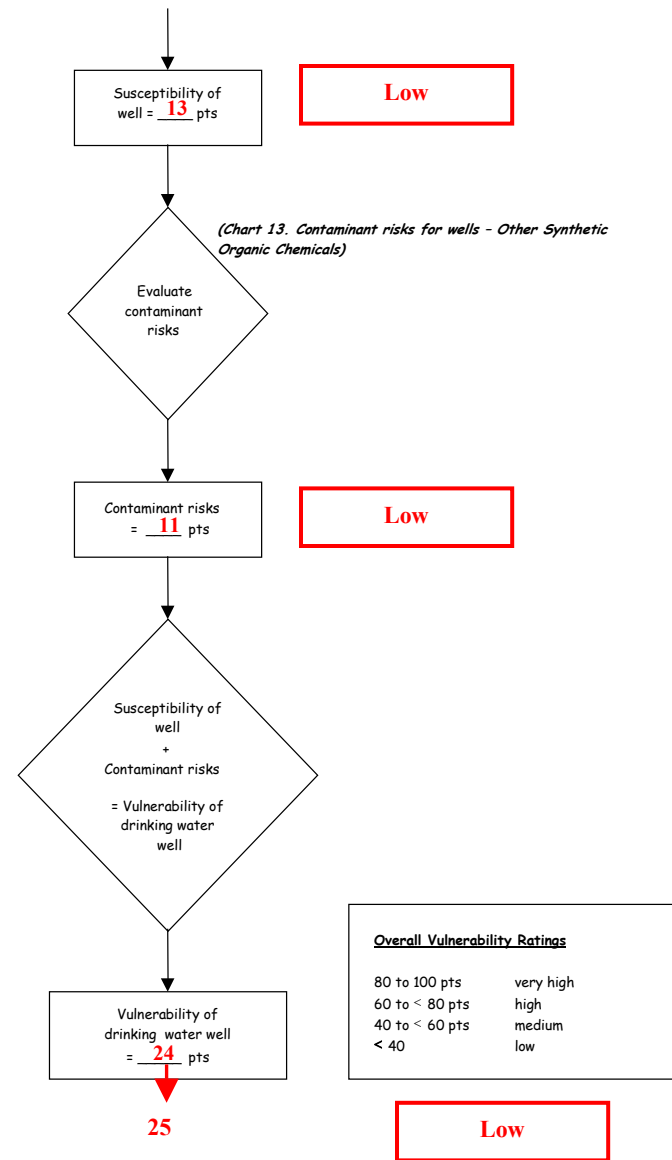 Susceptibility of
well = 13 pts
Low
(Chart 13. Contaminant risks for wells – Other Synthetic
Organic Chemicals)
Evaluate
contaminant
risks
Contaminant risks
= 11 pts
Low
Susceptibility of
well
+
Contaminant risks
= Vulnerability of
drinking water
well
Overall Vulnerability Ratings
80 to 100 pts very high
60 to < 80 pts high
40 to < 60 pts medium
< 40 low
Vulnerability of
drinking water well
= 24 pts
25
Low